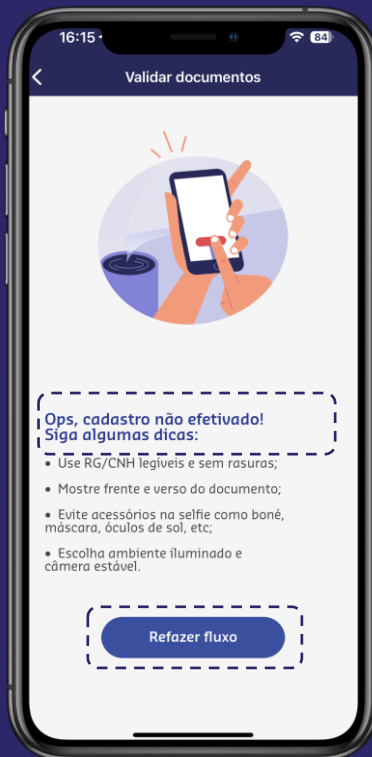 16:15
84
Validar documentos
Ops, cadastro não efetivado!
Siga algumas dicas:
• Use RG/CNH legíveis e sem rasuras;
• Mostre frente e verso do documento;
• Evite acessórios na selfie como boné,
máscara, óculos de sol, etc;
• Escolha ambiente iluminado e
câmera estável.
Refazer fluxo